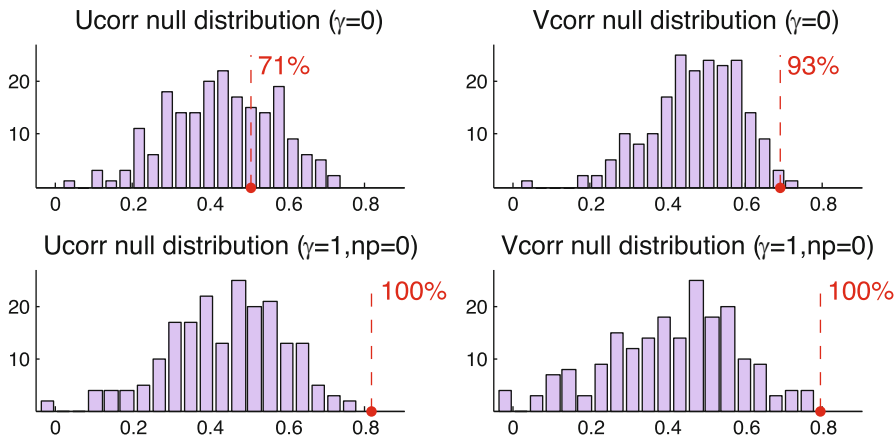 Ucorr null distribution (γ=0)
71%
20
10
0 0.2 0.4 0.6 0.8
Vcorr null distribution (γ=0)
93%
20
10
0 0.2 0.4 0.6 0.8
Ucorr null distribution (γ=1,np=0)
100%
20
10
0 0.2 0.4 0.6 0.8
Vcorr null distribution (γ=1,np=0)
100%
20
10
0 0.2 0.4 0.6 0.8